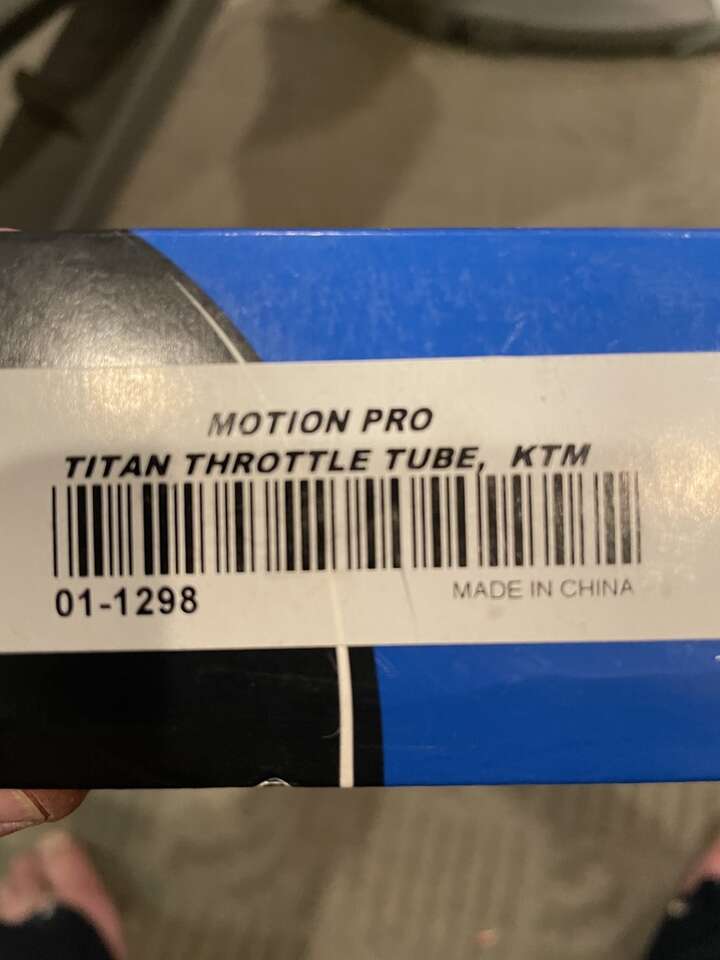 MOTION PRO
TITAN THROTTLE TUBE, KTM
01-1298
MADE IN CHINA